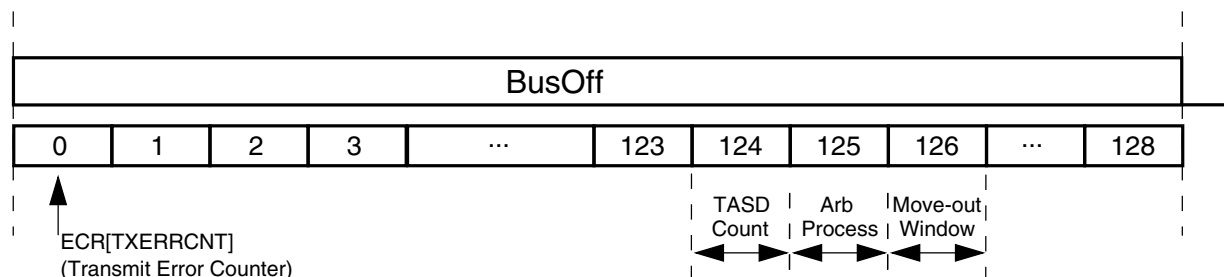 BusOff
0 1 2 3 ... 123 124 125 126 ... 128
TASD Count
Arb Process
Move-out Window
ECR[TXERRCNT]
(Transmit Error Counter)